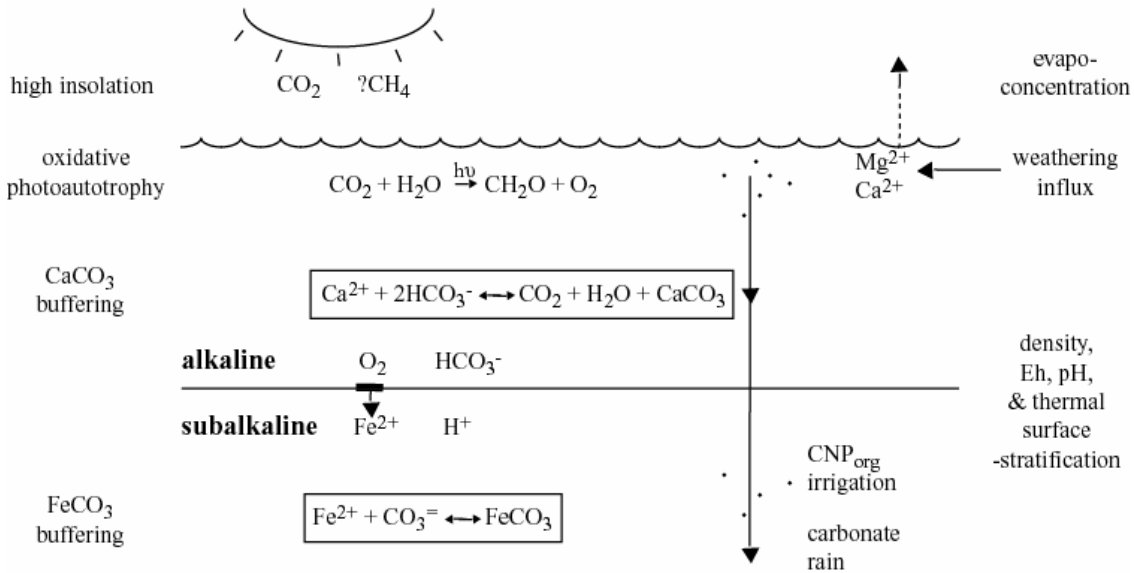 high insolation
CO₂ ?CH₄
evapo-
concentration
oxidative
photoautotrophy
CO₂ + H₂O hυ→ CH₂O + O₂
Mg²⁺
Ca²⁺
weathering
influx
CaCO₃
buffering
Ca²⁺ + 2HCO₃⁻ ↔ CO₂ + H₂O + CaCO₃
alkaline O₂ HCO₃⁻
subalkaline Fe²⁺ H⁺
density,
Eh, pH,
& thermal
surface
-stratification
CNPorg
irrigation
FeCO₃
buffering
Fe²⁺ + CO₃⁼ ↔ FeCO₃
carbonate
rain